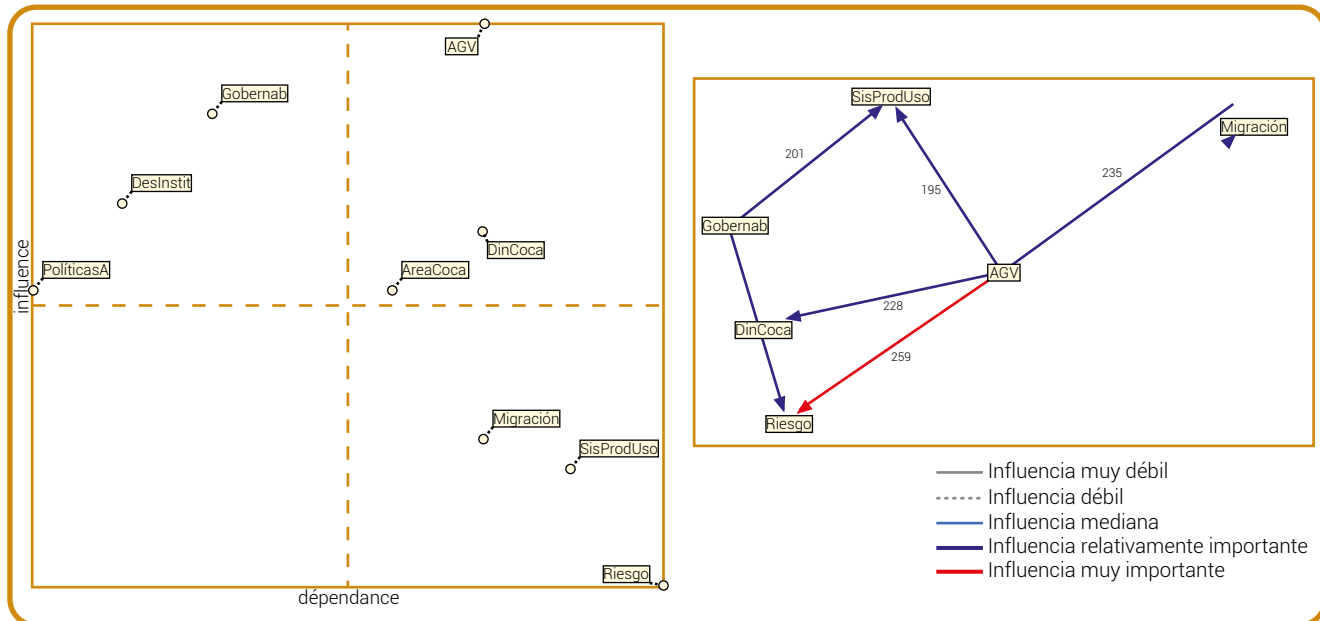 AGV
Gobernab
DesInstit
DinCoca
PolíticasA
AreaCoca
Migración
SisProdUso
Riesgo
influence
dépendance
SisProdUso
Migración
201
235
195
Gobernab
AGV
228
DinCoca
259
Riesgo
Influencia muy débil
Influencia débil
Influencia mediana
Influencia relativamente importante
Influencia muy importante